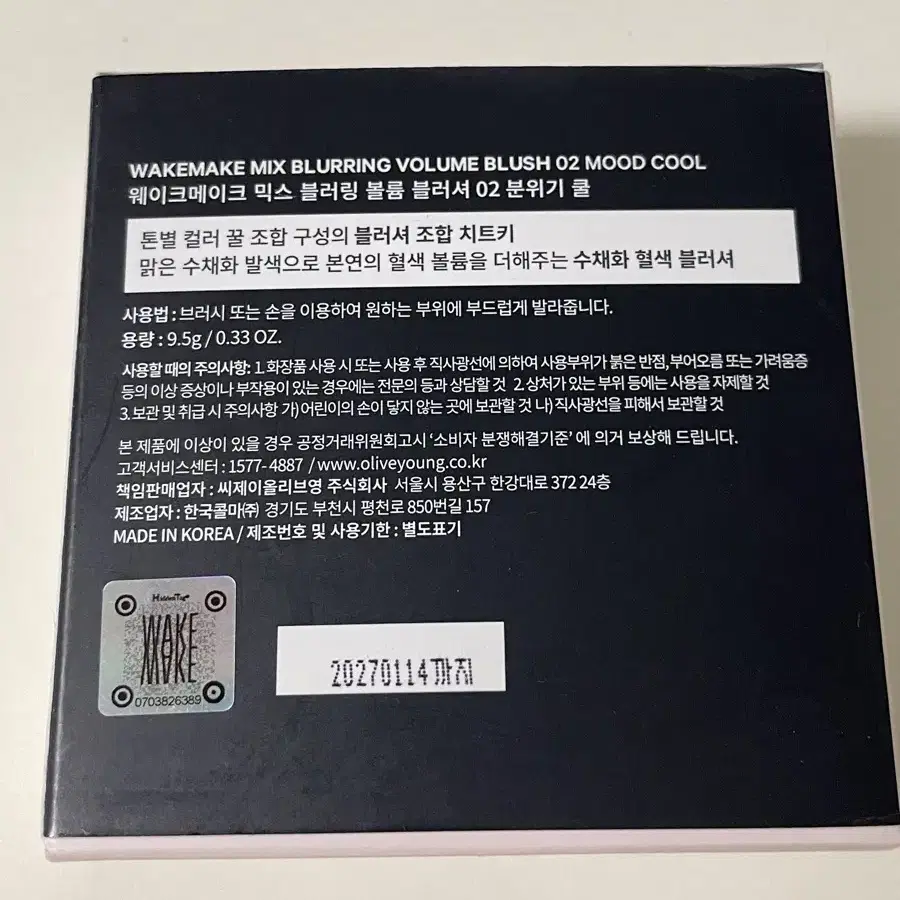 WAKEMAKE MIX BLURRING VOLUME BLUSH 02 MOOD COOL
웨이크메이크 믹스 블러링 볼륨 블러셔 02 분위기 쿨
톤별 컬러 꿀 조합 구성의 블러셔 조합 치트키
맑은 수채화 발색으로 본연의 혈색 볼륨을 더해주는 수채화 혈색 블러셔
사용법 : 브러시 또는 손을 이용하여 원하는 부위에 부드럽게 발라줍니다.
용량 : 9.5g / 0.33 OZ.
사용할 때의 주의사항: 1. 화장품 사용 시 또는 사용 후 직사광선에 의하여 사용부위가 붉은 반점, 부어오름 또는 가려움증
등의 이상 증상이나 부작용이 있는 경우에는 전문의 등과 상담할 것 2. 상처가 있는 부위 등에는 사용을 자제할 것
3. 보관 및 취급 시 주의사항 가) 어린이의 손이 닿지 않는 곳에 보관할 것 나) 직사광선을 피해서 보관할 것
본 제품에 이상이 있을 경우 공정거래위원회고시 '소비자 분쟁해결기준' 에 의거 보상해 드립니다.
고객서비스센터 : 1577- 4887 / www.oliveyoung.co.kr
책임판매업자 : 씨제이올리브영 주식회사 서울시 용산구 한강대로 372 24층
제조업자 : 한국콜마㈜ 경기도 부천시 평천로 850번길 157
MADE IN KOREA / 제조번호 및 사용기한 : 별도표기
HiddenTag
WAKE
MAKE
0703826389
20270114까지